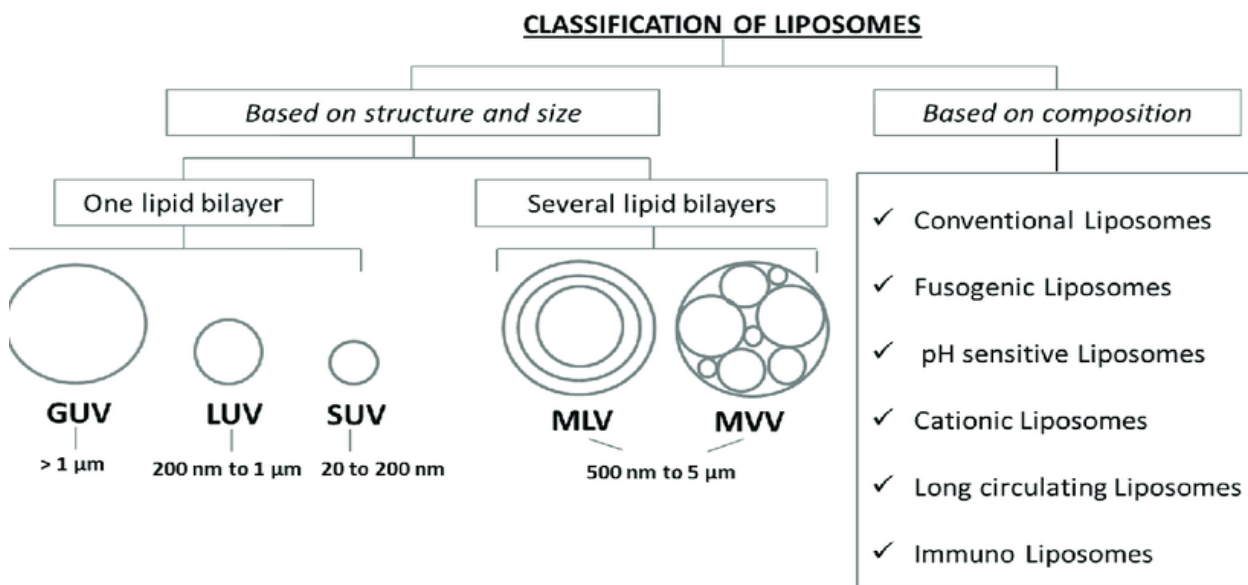 CLASSIFICATION OF LIPOSOMES
Based on structure and size
Based on composition
One lipid bilayer
Several lipid bilayers
GUV
LUV
SUV
MLV
MVV
> 1 µm
200 nm to 1 µm
20 to 200 nm
500 nm to 5 µm
✓ Conventional Liposomes
✓ Fusogenic Liposomes
✓ pH sensitive Liposomes
✓ Cationic Liposomes
✓ Long circulating Liposomes
✓ Immuno Liposomes